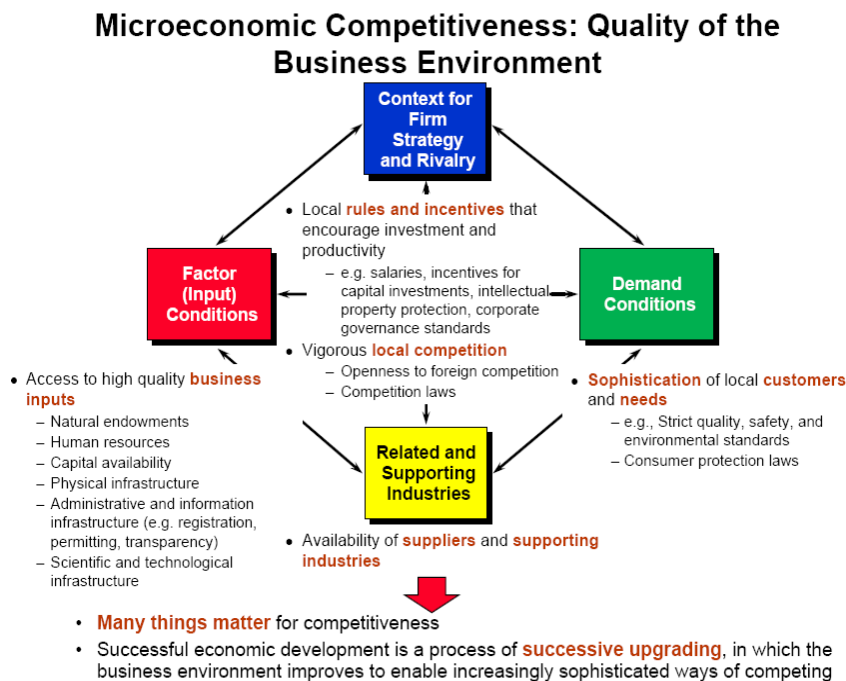 Microeconomic Competitiveness: Quality of the
Business Environment
Context for
Firm
Strategy
and Rivalry
• Local rules and incentives that
encourage investment and
productivity
– e.g. salaries, incentives for
capital investments, intellectual
property protection, corporate
governance standards
• Vigorous local competition
– Openness to foreign competition
– Competition laws
Factor
(Input)
Conditions
Demand
Conditions
• Access to high quality business
inputs
– Natural endowments
– Human resources
– Capital availability
– Physical infrastructure
– Administrative and information
infrastructure (e.g. registration,
permitting, transparency)
– Scientific and technological
infrastructure
• Sophistication of local customers
and needs
– e.g., Strict quality, safety, and
environmental standards
– Consumer protection laws
Related and
Supporting
Industries
• Availability of suppliers and supporting
industries
• Many things matter for competitiveness
• Successful economic development is a process of successive upgrading, in which the
business environment improves to enable increasingly sophisticated ways of competing